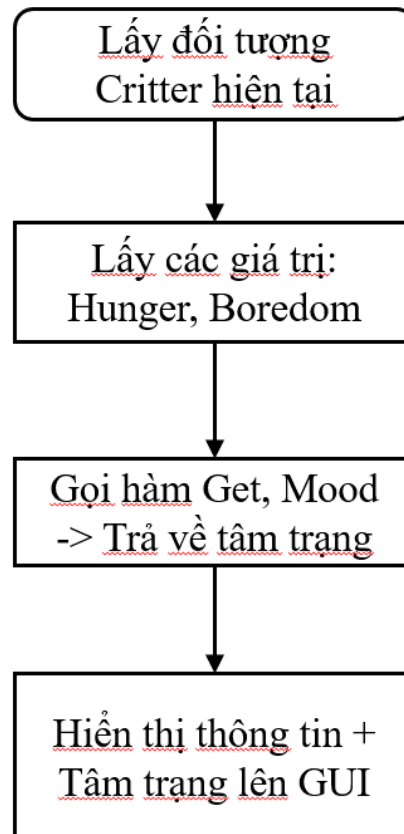 Lấy đối tượng
Critter hiện tại
Lấy các giá trị:
Hunger, Boredom
Gọi hàm Get, Mood
-> Trả về tâm trạng
Hiển thị thông tin +
Tâm trạng lên GUI